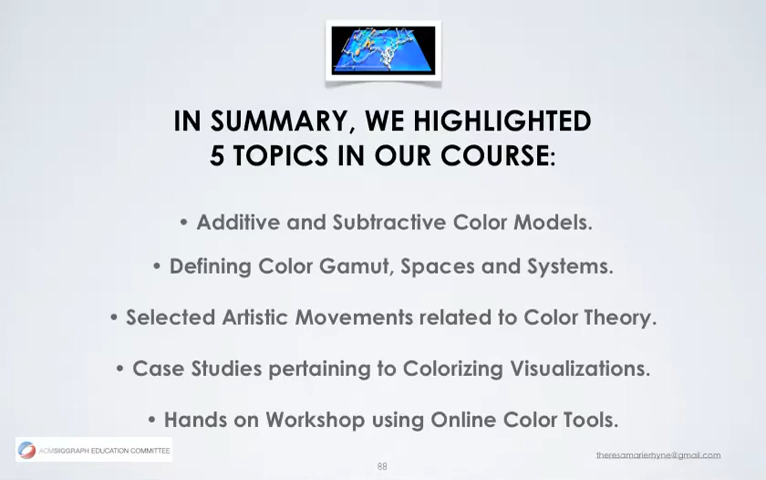 IN SUMMARY, WE HIGHLIGHTED
5 TOPICS IN OUR COURSE:
• Additive and Subtractive Color Models.
• Defining Color Gamut, Spaces and Systems.
• Selected Artistic Movements related to Color Theory.
• Case Studies pertaining to Colorizing Visualizations.
• Hands on Workshop using Online Color Tools.
ACMSIGGRAPH EDUCATION COMMITTEE
theresamarierhyne@gmail.com
88